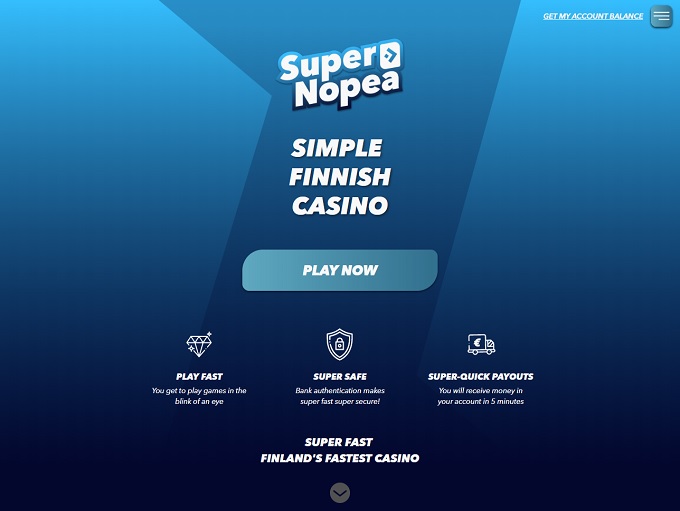 GET MY ACCOUNT BALANCE
Super
Nopea
SIMPLE
FINNISH
CASINO
PLAY NOW
PLAY FAST
You get to play games in the
blink of an eye
SUPER SAFE
Bank authentication makes
super fast super secure!
€
SUPER-QUICK PAYOUTS
You will receive money in
your account in 5 minutes
SUPER FAST
FINLAND'S FASTEST CASINO